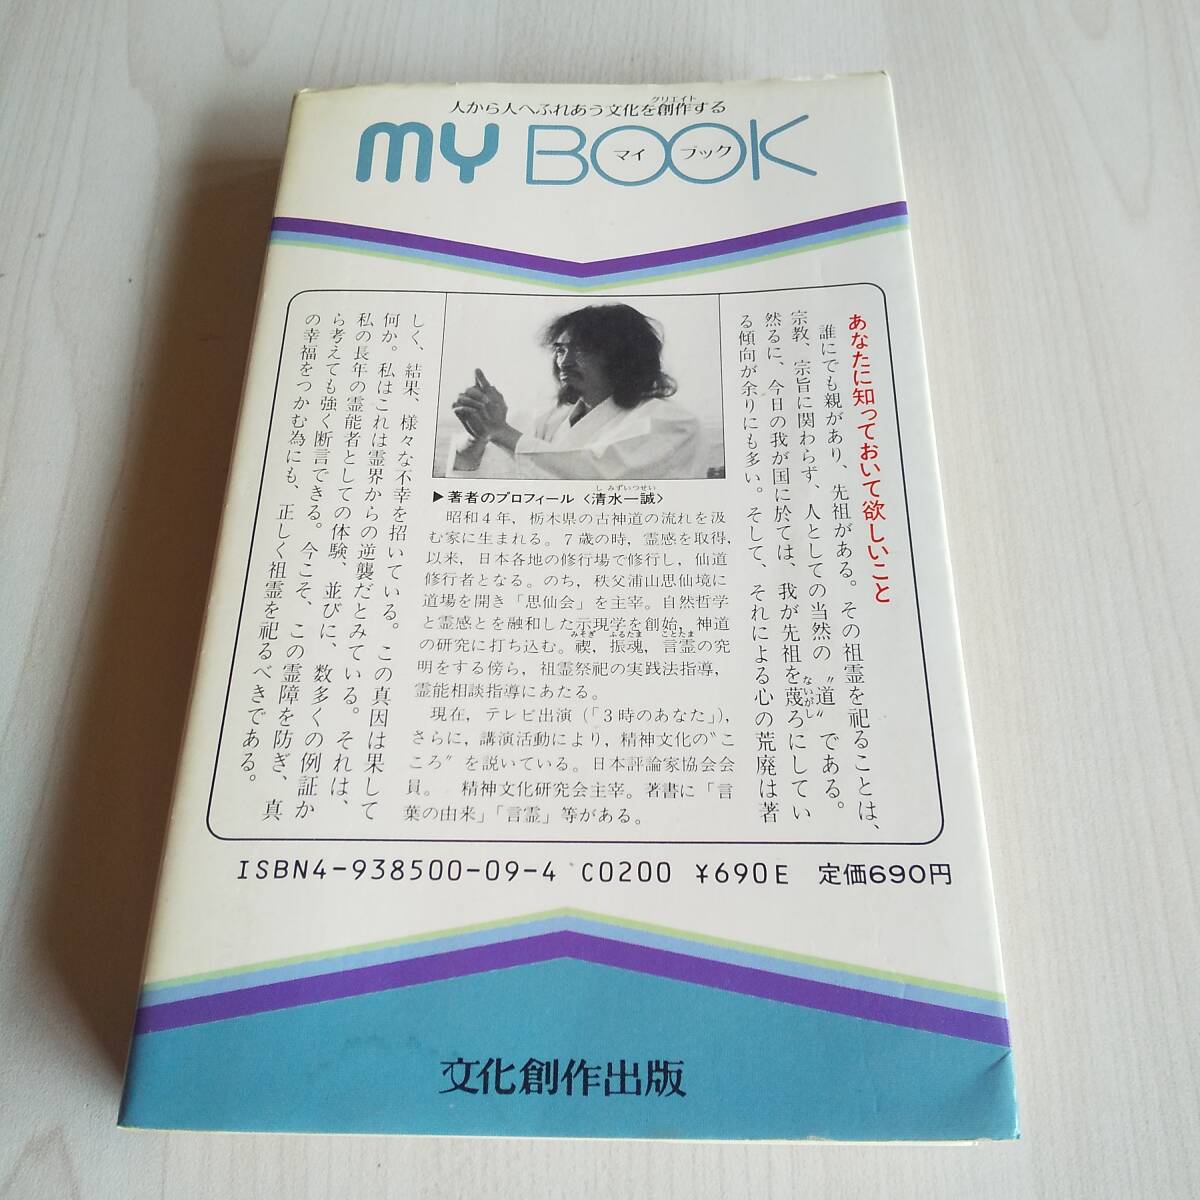 クリエイト
人から人へふれあう文化を創作する
my BOOK
マイ ブック
あなたに知っておいて欲しいこと
誰にでも親があり、先祖がある。その祖霊を祀ることは、
宗教、宗旨に関わらず、人としての当然の〝道〟である。
ないがし
然るに、今日の我が国に於ては、我が先祖を蔑ろにしてい
る傾向が余りにも多い。そして、それによる心の荒廃は著
しみずいつせい
▶著者のプロフィール〈清水一誠〉
昭和4年，栃木県の古神道の流れを汲
む家に生まれる。7歳の時，霊感を取得，
以来，日本各地の修行場で修行し，仙道
修行者となる。のち，秩父浦山思仙境に
道場を開き「思仙会」を主宰。自然哲学
と霊感とを融和した示現学を創始，神道
みそぎ ふるたま ことたま
の研究に打ち込む。禊，振魂，言霊の究
明をする傍ら，祖霊祭祀の実践法指導，
霊能相談指導にあたる。
現在，テレビ出演（「3時のあなた」），
さらに，講演活動により，精神文化の〝こ
ころ〟を説いている。日本評論家協会会
員。 精神文化研究会主宰。著書に「言
葉の由来」「言霊」等がある。
しく、結果、様々な不幸を招いている。この真因は果して
何か。私はこれは霊界からの逆襲だとみている。それは、
私の長年の霊能者としての体験、並びに、数多くの例証か
ら考えても強く断言できる。今こそ、この霊障を防ぎ、真
の幸福をつかむ為にも、正しく祖霊を祀るべきである。
ISBN4-938500-09-4 C0200 ¥690E 定価690円
文化創作出版